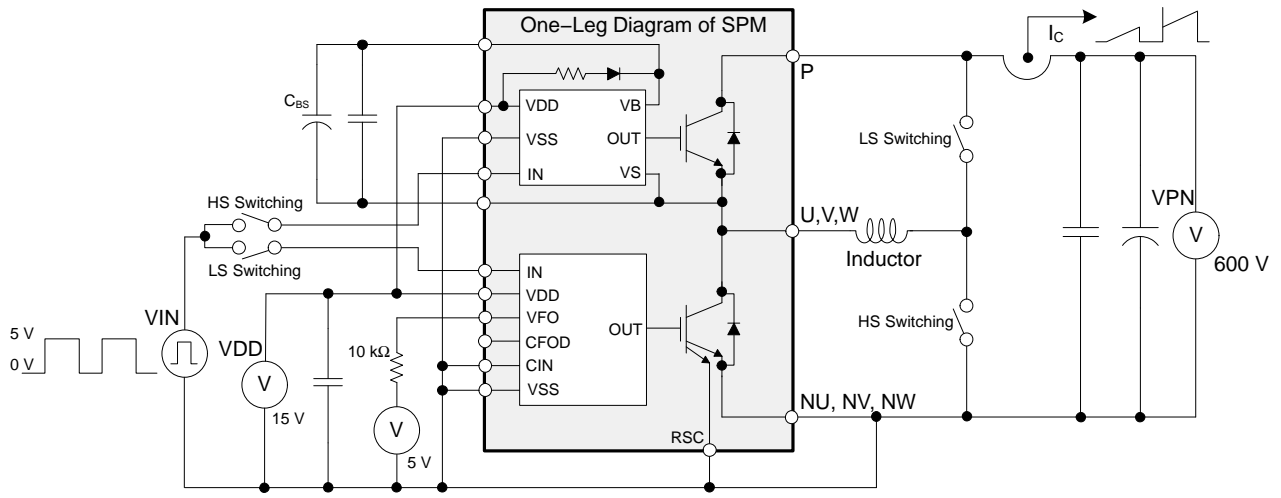 One−Leg Diagram of SPM
IC
P
CBS
VDD
VB
VSS
OUT
IN
VS
LS Switching
HS Switching
LS Switching
U,V,W
Inductor
VPN
V
600 V
IN
VDD
VFO
CFOD
CIN
VSS
OUT
HS Switching
VIN
5 V
0 V
VDD
V
15 V
10 kΩ
V
5 V
NU, NV, NW
RSC